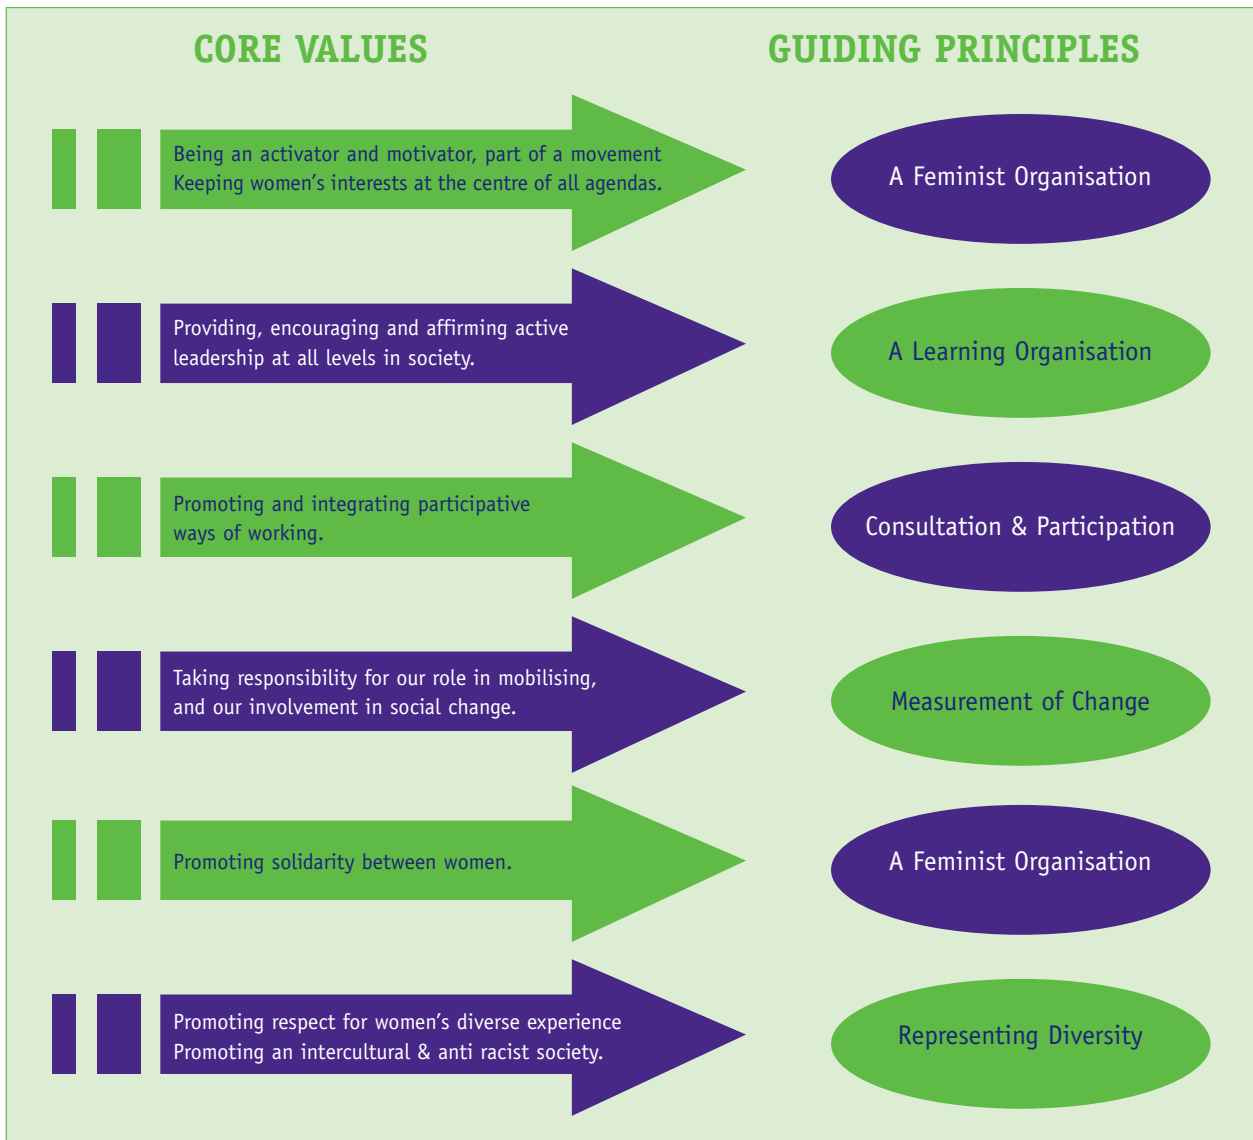 CORE VALUES
GUIDING PRINCIPLES
Being an activator and motivator, part of a movement
Keeping women’s interests at the centre of all agendas.
A Feminist Organisation
Providing, encouraging and affirming active
leadership at all levels in society.
A Learning Organisation
Promoting and integrating participative
ways of working.
Consultation & Participation
Taking responsibility for our role in mobilising,
and our involvement in social change.
Measurement of Change
Promoting solidarity between women.
A Feminist Organisation
Promoting respect for women’s diverse experience
Promoting an intercultural & anti racist society.
Representing Diversity